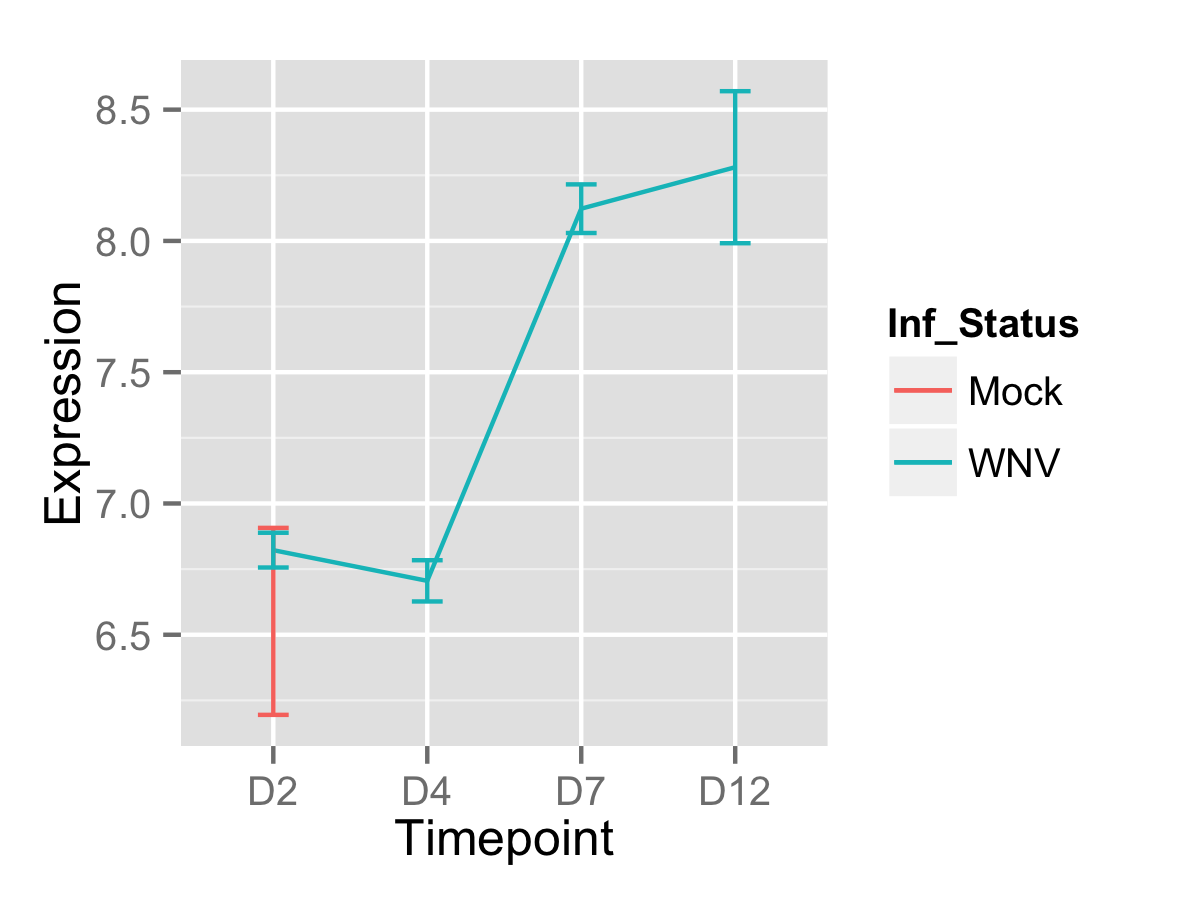 8.5
8.0
7.5
7.0
6.5
Expression
D2 D4 D7 D12
Timepoint
Inf_Status
Mock
WNV